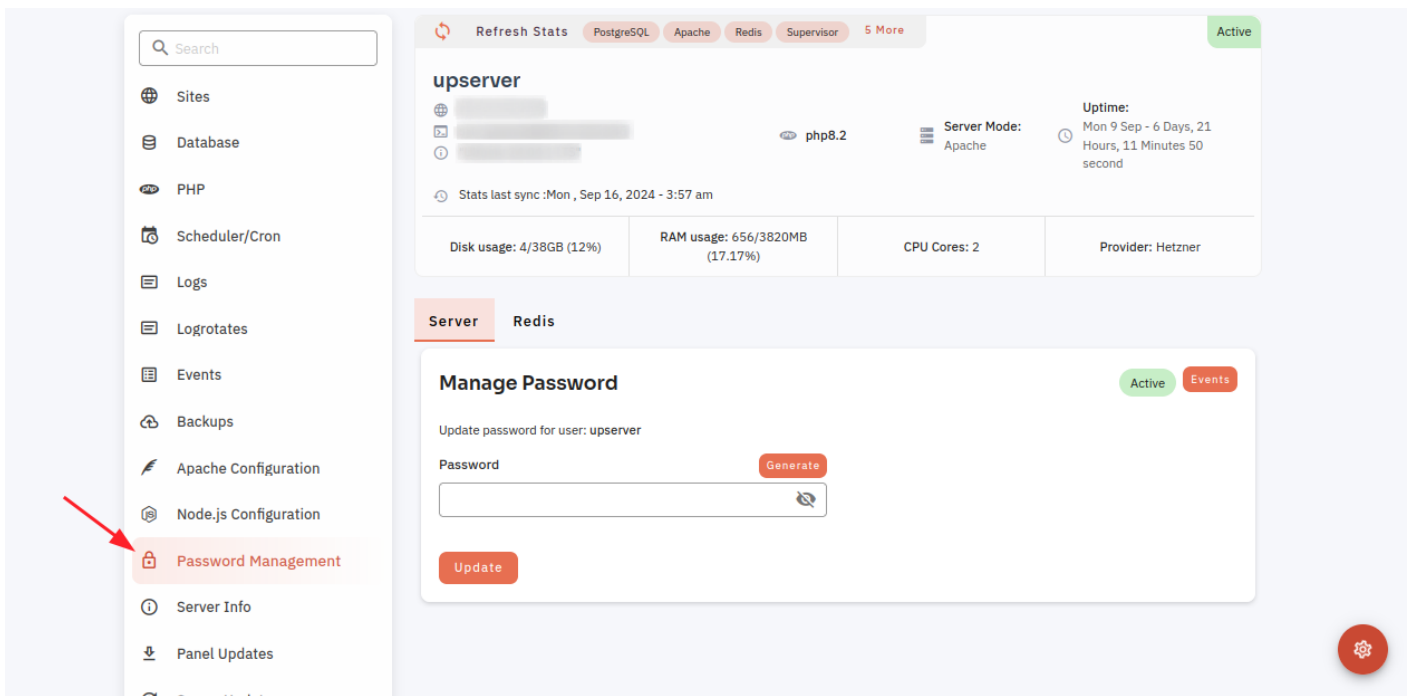 Search
Sites
Database
PHP
Scheduler/Cron
Logs
Logrotates
Events
Backups
Apache Configuration
Node.js Configuration
Password Management
Server Info
Panel Updates
Refresh Stats PostgreSQL Apache Redis Supervisor 5 More Active
upserver
php8.2
Server Mode:
Apache
Uptime:
Mon 9 Sep - 6 Days, 21
Hours, 11 Minutes 50
second
Stats last sync :Mon , Sep 16, 2024 - 3:57 am
Disk usage: 4/38GB (12%)
RAM usage: 656/3820MB
(17.17%)
CPU Cores: 2
Provider: Hetzner
Server Redis
Manage Password Active Events
Update password for user: upserver
Password Generate
Update